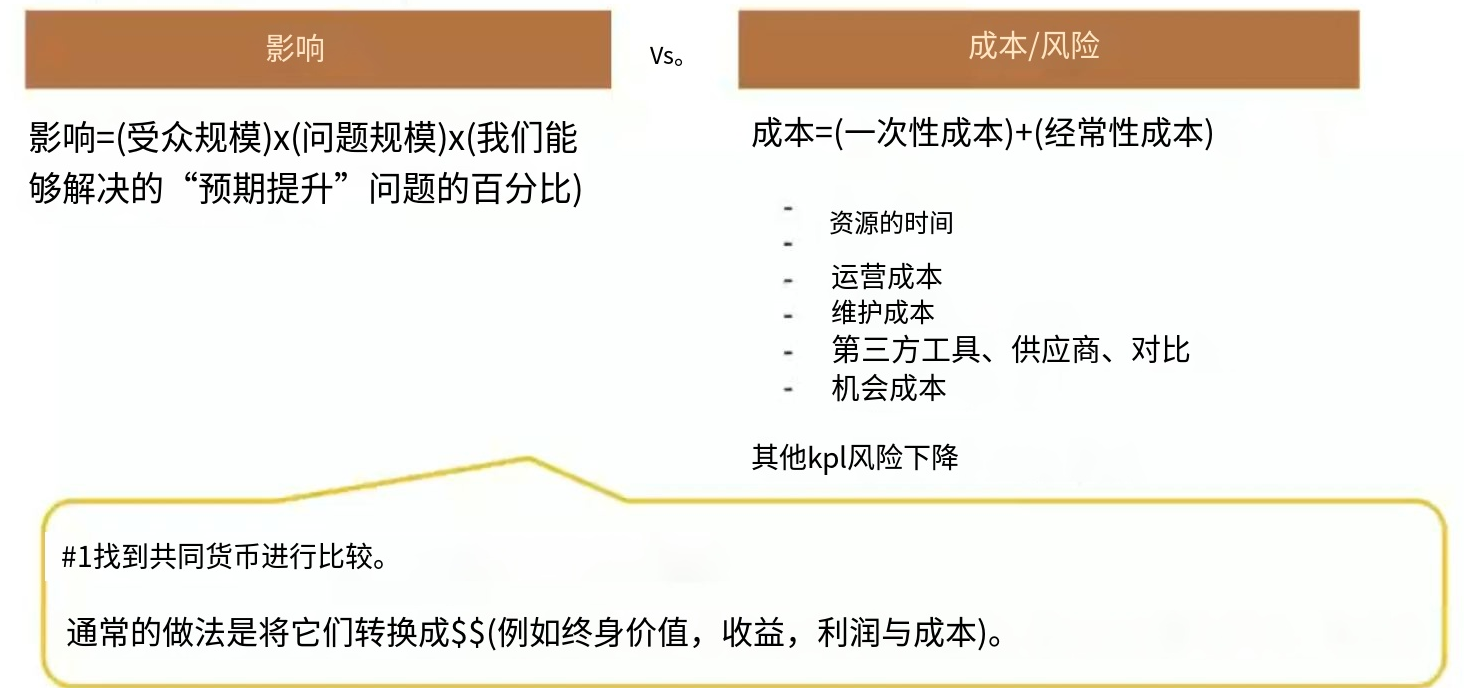 影响
Vs。
成本/风险
影响=(受众规模)x(问题规模)x(我们能
够解决的“预期提升”问题的百分比)
成本=(一次性成本)+(经常性成本)
-
资源的时间
-
- 运营成本
- 维护成本
- 第三方工具、供应商、对比
- 机会成本
其他kpl风险下降
#1找到共同货币进行比较。
通常的做法是将它们转换成$$(例如终身价值，收益，利润与成本)。